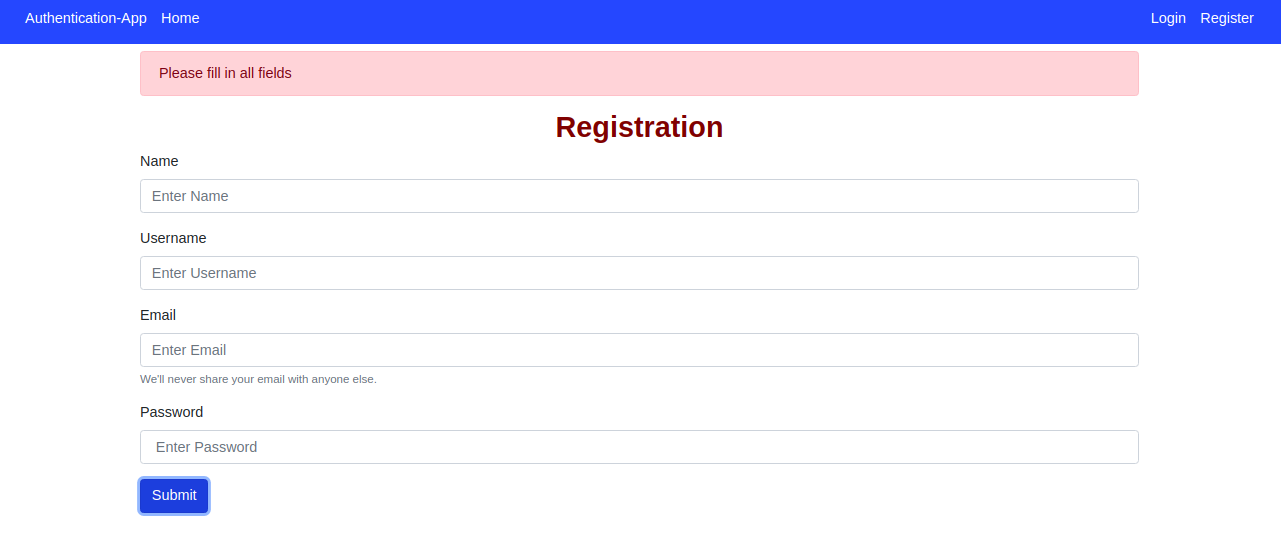 Authentication-App Home Login Register
Please fill in all fields
Registration
Name
Enter Name
Username
Enter Username
Email
Enter Email
We'll never share your email with anyone else.
Password
Enter Password
Submit